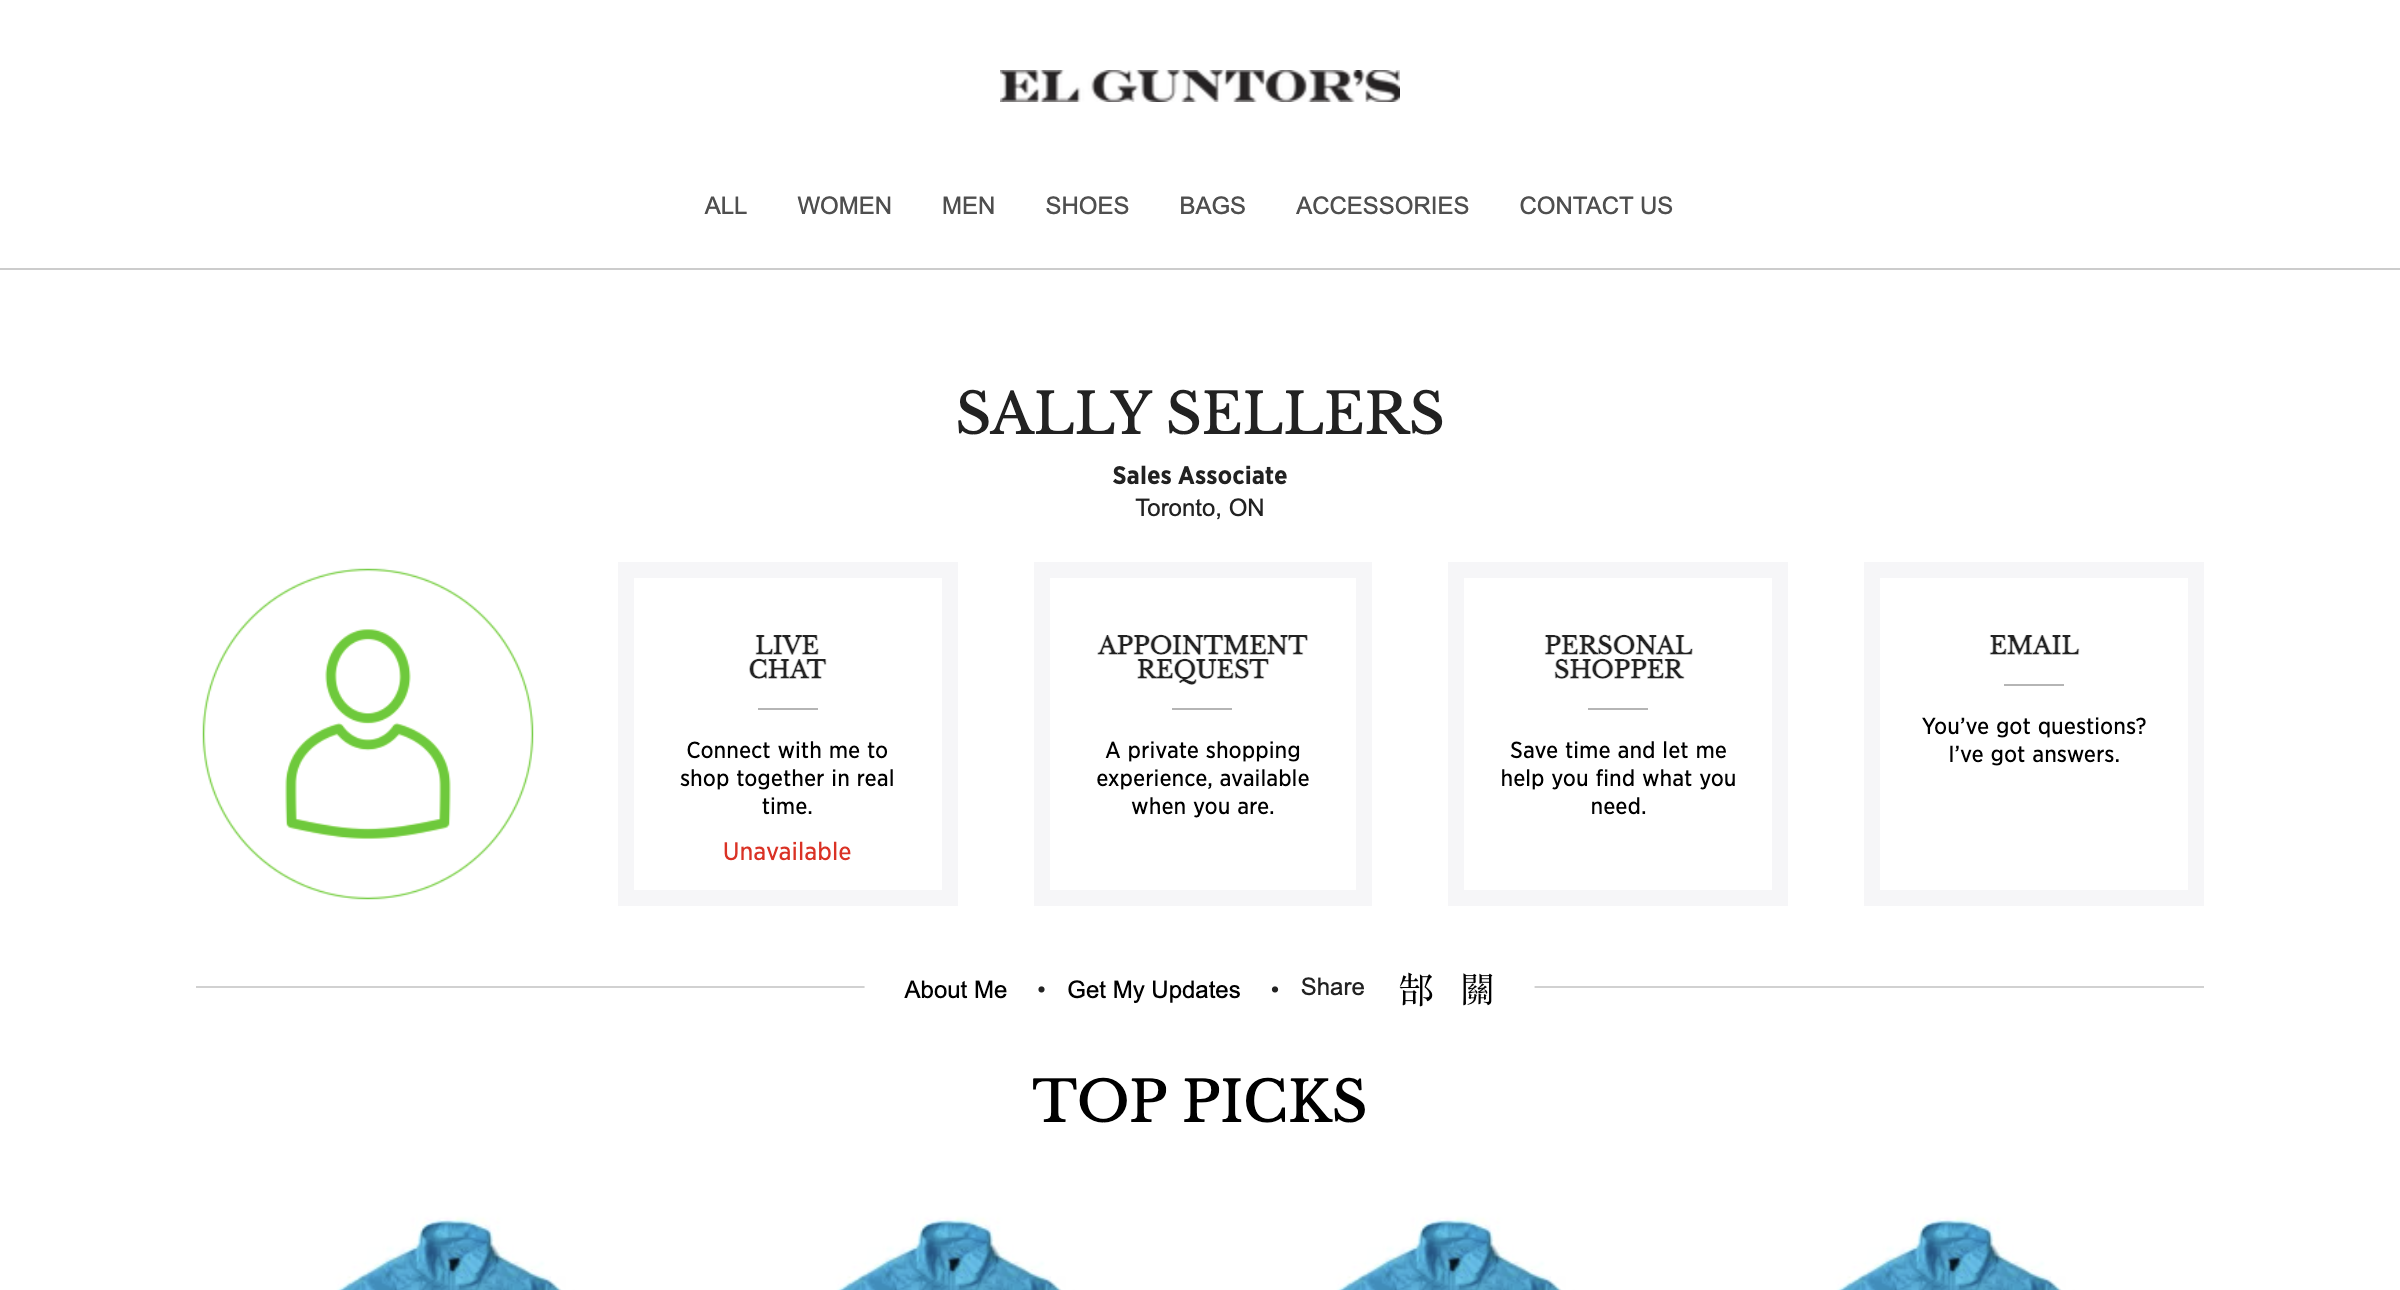 EL GUNTOR'S
ALL WOMEN MEN SHOES BAGS ACCESSORIES CONTACT US
SALLY SELLERS
Sales Associate
Toronto, ON
LIVE
CHAT
Connect with me to
shop together in real
time.
Unavailable
APPOINTMENT
REQUEST
A private shopping
experience, available
when you are.
PERSONAL
SHOPPER
Save time and let me
help you find what you
need.
EMAIL
You’ve got questions?
I’ve got answers.
About Me • Get My Updates • Share 郜 關
TOP PICKS